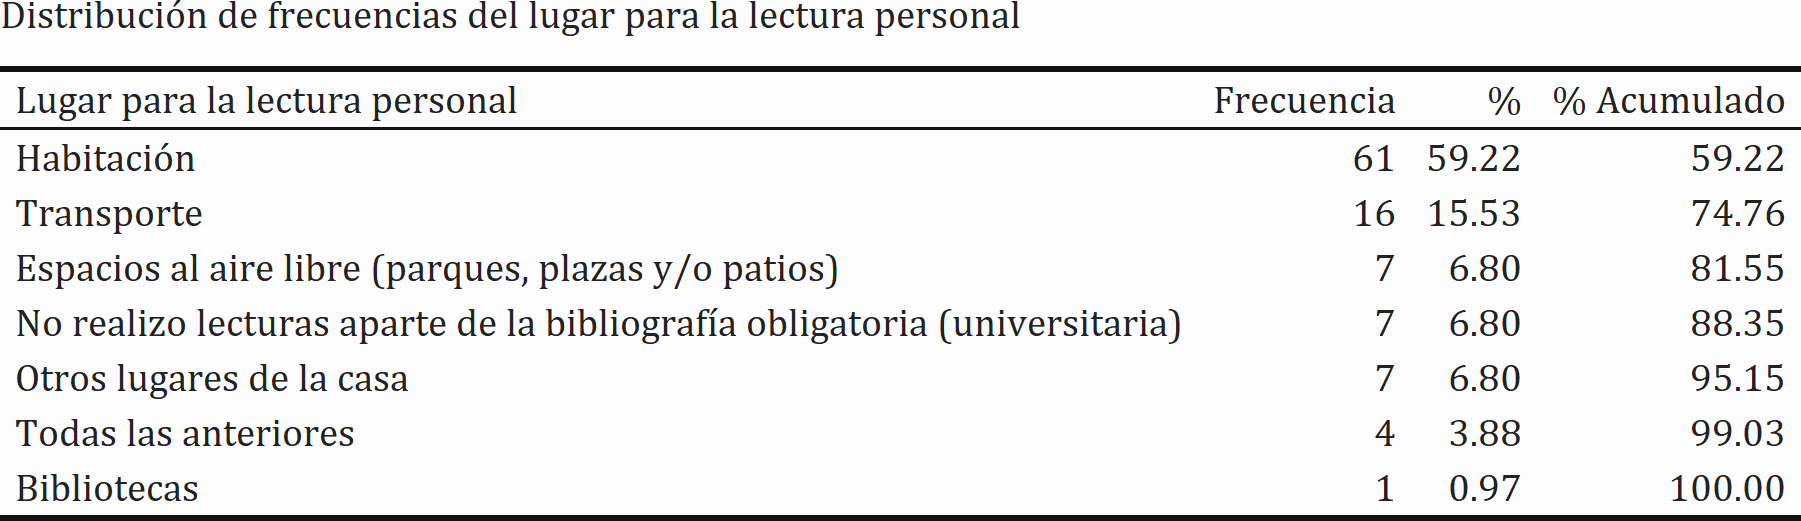 Distribución de frecuencias del lugar para la lectura personal
Lugar para la lectura personal Frecuencia % % Acumulado
Habitación 61 59.22 59.22
Transporte 16 15.53 74.76
Espacios al aire libre (parques, plazas y/o patios) 7 6.80 81.55
No realizo lecturas aparte de la bibliografía obligatoria (universitaria) 7 6.80 88.35
Otros lugares de la casa 7 6.80 95.15
Todas las anteriores 4 3.88 99.03
Bibliotecas 1 0.97 100.00